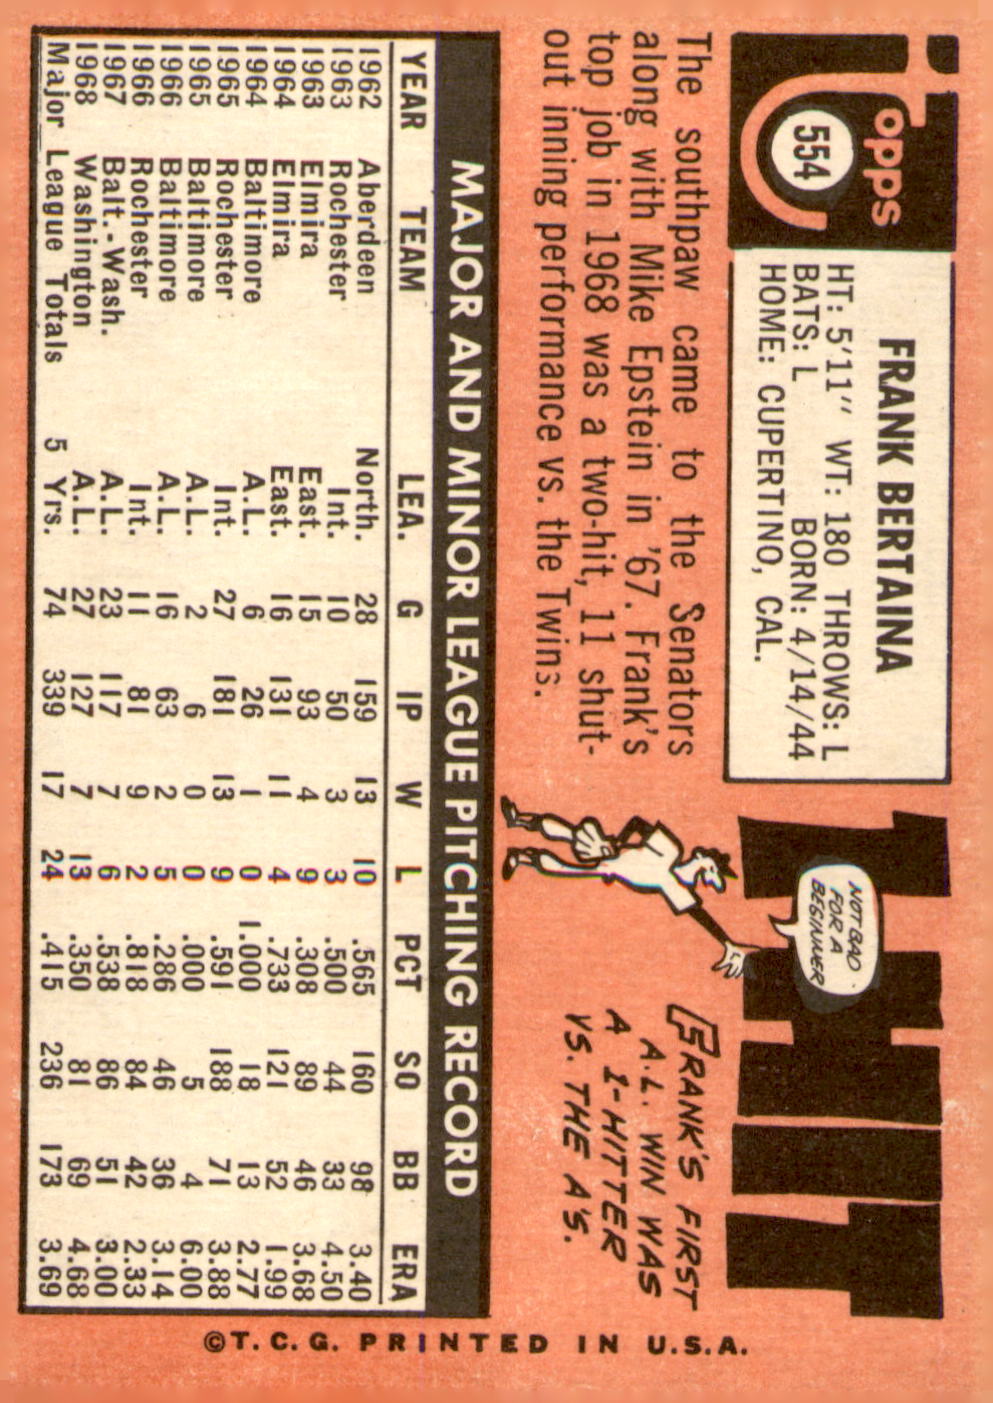 Topps
554
FRANK BERTAINA
HT: 5'11" WT: 180 THROWS: L
BATS: L BORN: 4/14/44
HOME: CUPERTINO, CAL.
The southpaw came to the Senators
along with Mike Epstein in '67. Frank's
top job in 1968 was a two-hit, 11 shut-
out inning performance vs. the Twins.
1 HIT
NOT BAD
FOR A
BEGINNER
FRANK'S FIRST
A.L. WIN WAS
A 1-HITTER
VS. THE A'S.
MAJOR AND MINOR LEAGUE PITCHING RECORD
YEAR TEAM LEA. G IP W L PCT SO BB ERA
1962 Aberdeen North. 28 159 13 10 .565 160 98 3.40
1963 Rochester Int. 10 50 3 3 .500 44 33 4.50
1963 Elmira East. 15 93 4 9 .308 89 46 3.68
1964 Elmira East. 16 131 11 4 .733 121 52 1.99
1964 Baltimore A.L. 6 26 1 0 1.000 18 13 2.77
1965 Rochester Int. 27 181 13 9 .591 188 71 3.88
1965 Baltimore A.L. 2 6 0 0 .000 5 4 6.00
1966 Baltimore A.L. 16 63 2 5 .286 46 36 3.14
1966 Rochester Int. 11 81 9 2 .818 84 42 2.33
1967 Balt.-Wash. A.L. 23 117 7 6 .538 86 51 3.00
1968 Washington A.L. 27 127 7 13 .350 81 69 4.68
Major League Totals 5 Yrs. 74 339 17 24 .415 236 173 3.69
©T.C.G. PRINTED IN U.S.A.